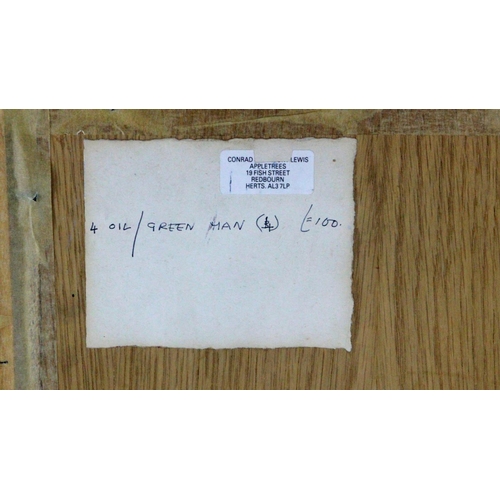 CONRAD LEWIS
APPLETREES
19 FISH STREET
REDBOURN
HERTS. AL3 7LP
4 OIL / GREEN MAN (4) £100.